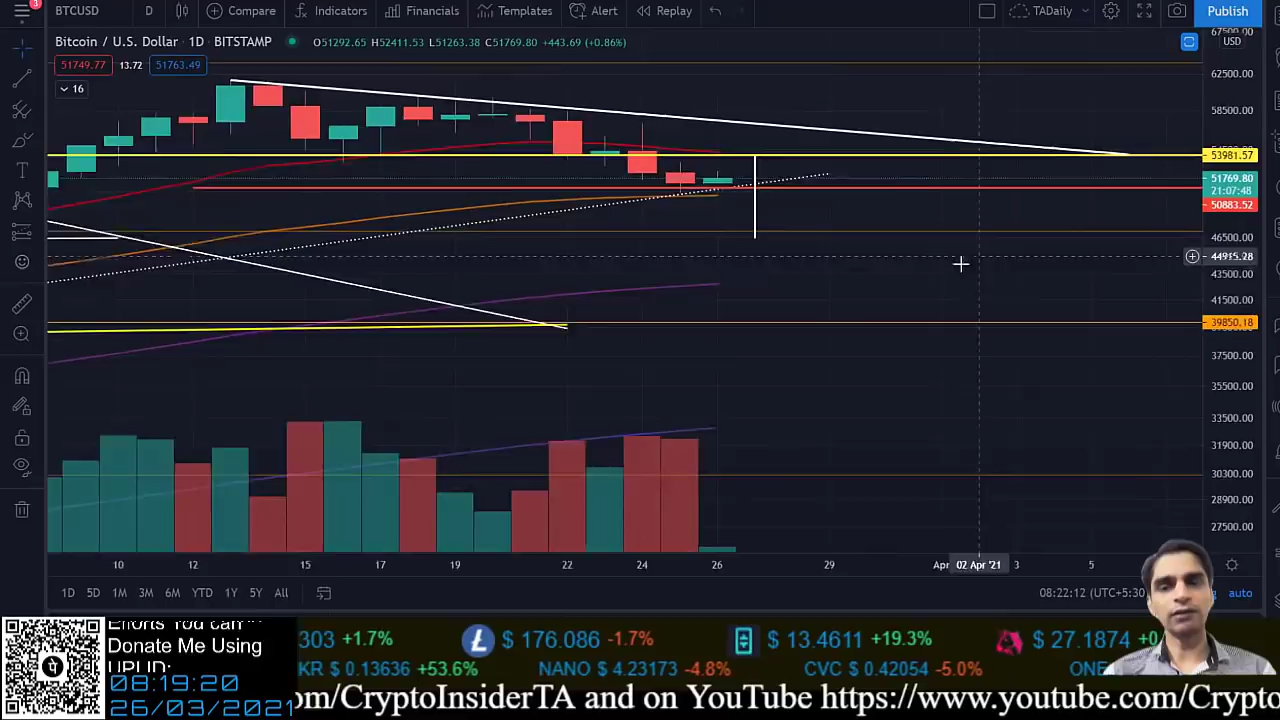 3
BTCUSD D Compare Indicators Financials Templates Alert Replay TADaily Publish
Bitcoin / U.S. Dollar · 1D · BITSTAMP O51292.65 H52411.53 L51263.38 C51769.80 +443.69 (+0.86%)
USD
51749.77 13.72 51763.49
16
62500.00
58500.00
53981.57
51769.80
21:07:48
50883.52
46500.00
44915.28
43500.00
41500.00
39850.18
37500.00
35500.00
33500.00
31900.00
30300.00
28900.00
27500.00
10 12 15 17 19 22 24 26 29 Apr 02 Apr '21 3 5
1D 5D 1M 3M 6M YTD 1Y 5Y All 08:22:12 (UTC+5:30) auto
Donate Me Using
08:19:20
26/03/2021
303 +1.7% $ 176.086 -1.7% $ 13.4611 +19.3% $ 27.1874 +0
KR $ 0.13636 +53.6% NANO $ 4.23173 -4.8% CVC $ 0.42054 -5.0% ONE
om/CryptoInsiderTA and on YouTube https://www.youtube.com/Crypto